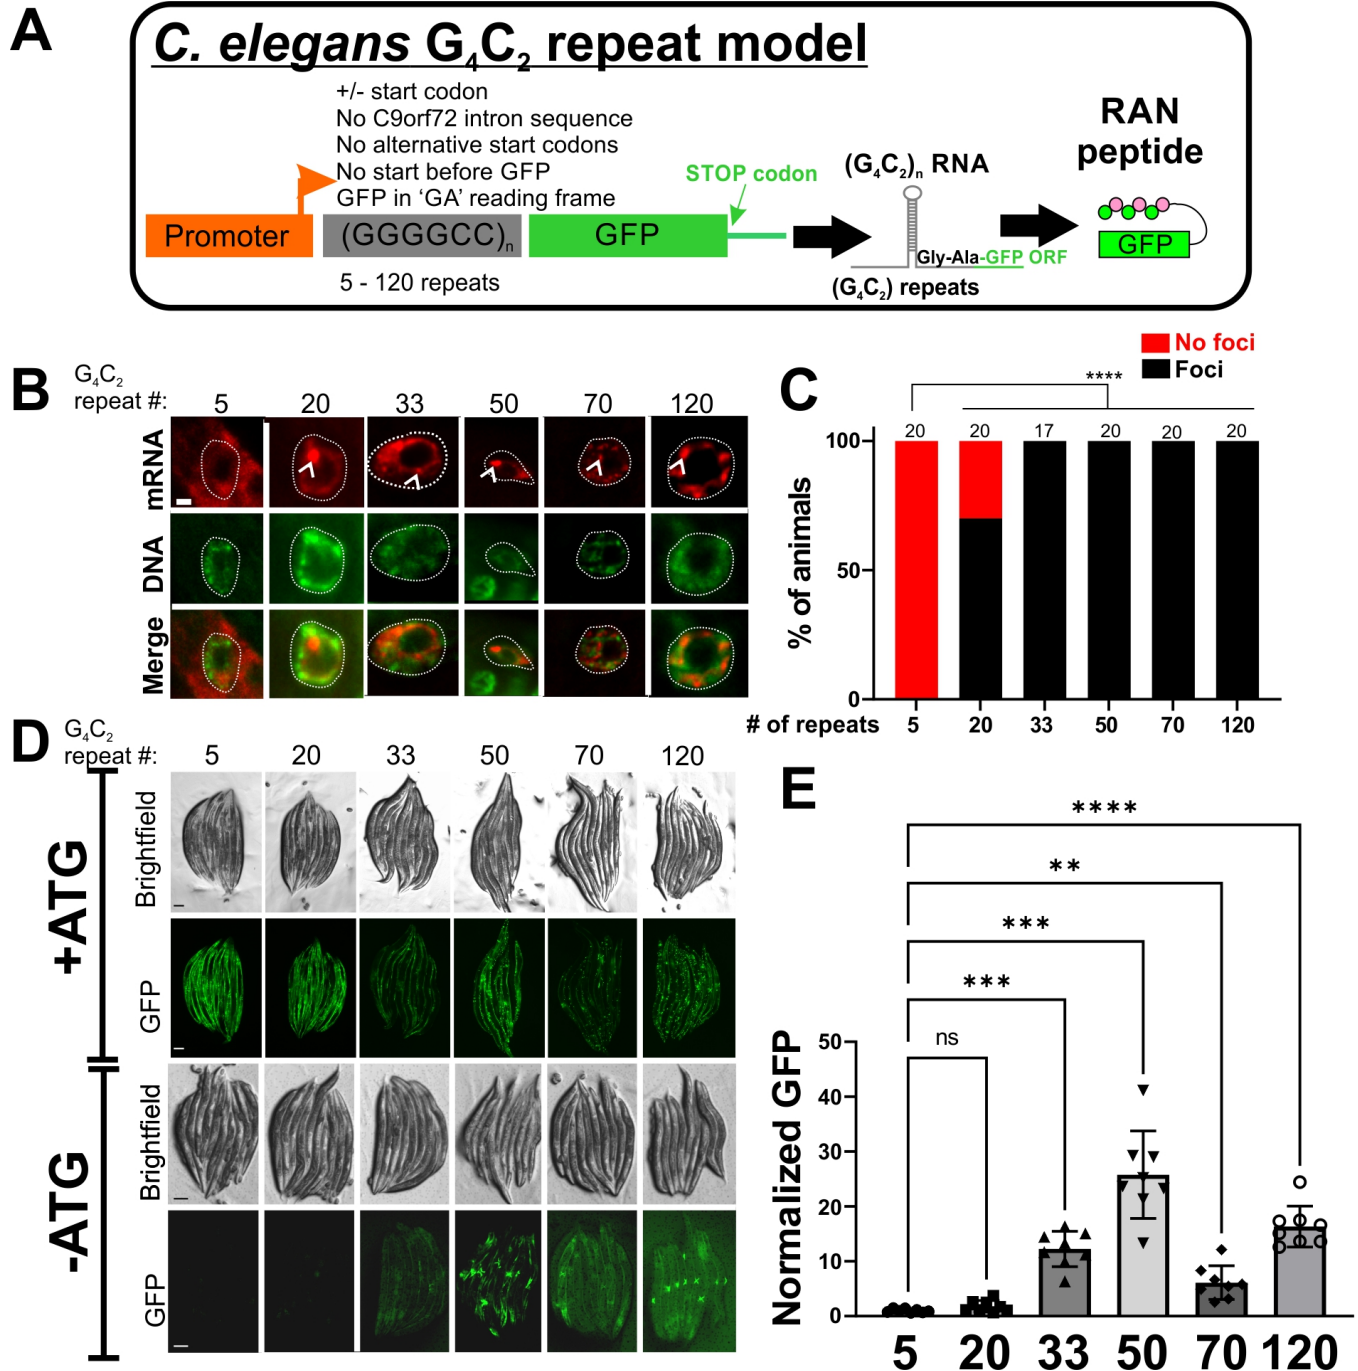 A
C. elegans G4C2 repeat model
+/- start codon
No C9orf72 intron sequence
No alternative start codons
No start before GFP
GFP in ‘GA’ reading frame
Promoter
(GGGGCC)n
GFP
STOP codon
5 - 120 repeats
(G4C2)n RNA
Gly-Ala-GFP ORF
(G4C2) repeats
RAN
peptide
GFP
B
G4C2
repeat #: 5 20 33 50 70 120
mRNA
DNA
Merge
C
No foci
Foci
****
20 20 17 20 20 20
% of animals
100
50
0
# of repeats 5 20 33 50 70 120
D
G4C2
repeat #: 5 20 33 50 70 120
+ATG
Brightfield
GFP
-ATG
Brightfield
GFP
E
****
**
***
***
ns
Normalized GFP
50
40
30
20
10
0
5 20 33 50 70 120